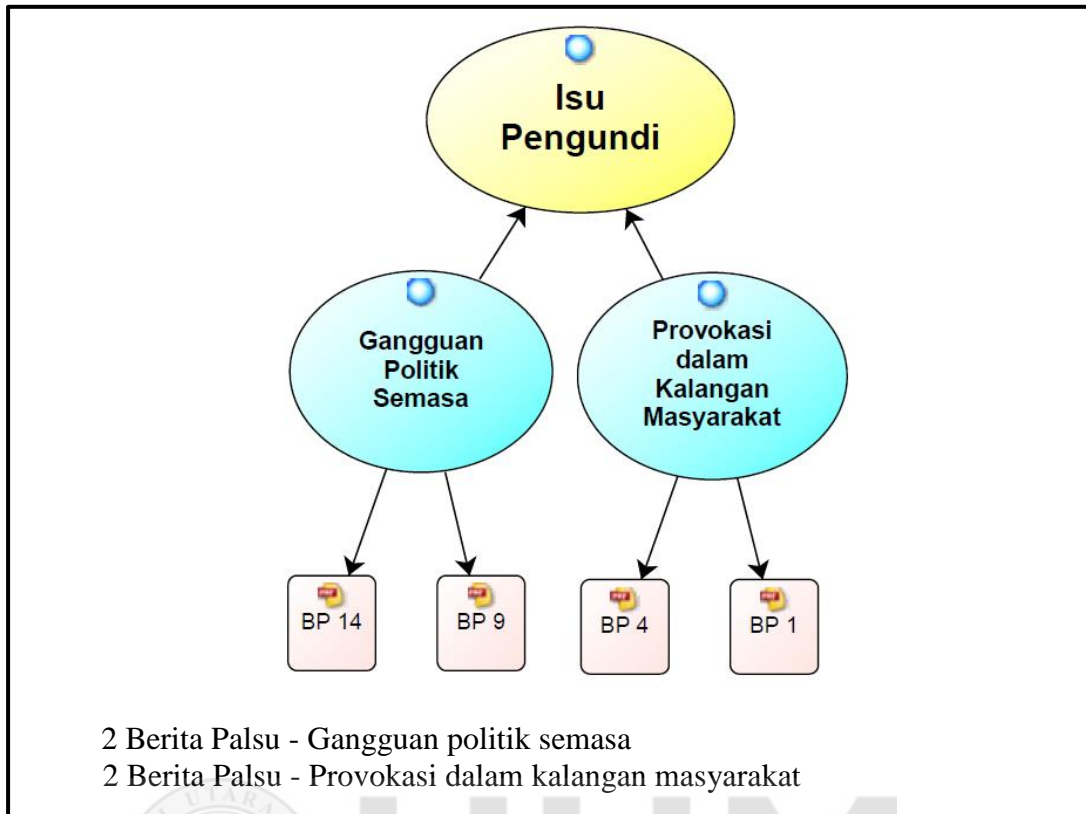 Isu
Pengundi
Gangguan
Politik
Semasa
Provokasi
dalam
Kalangan
Masyarakat
BP 14
BP 9
BP 4
BP 1
2 Berita Palsu - Gangguan politik semasa
2 Berita Palsu - Provokasi dalam kalangan masyarakat
UTARA